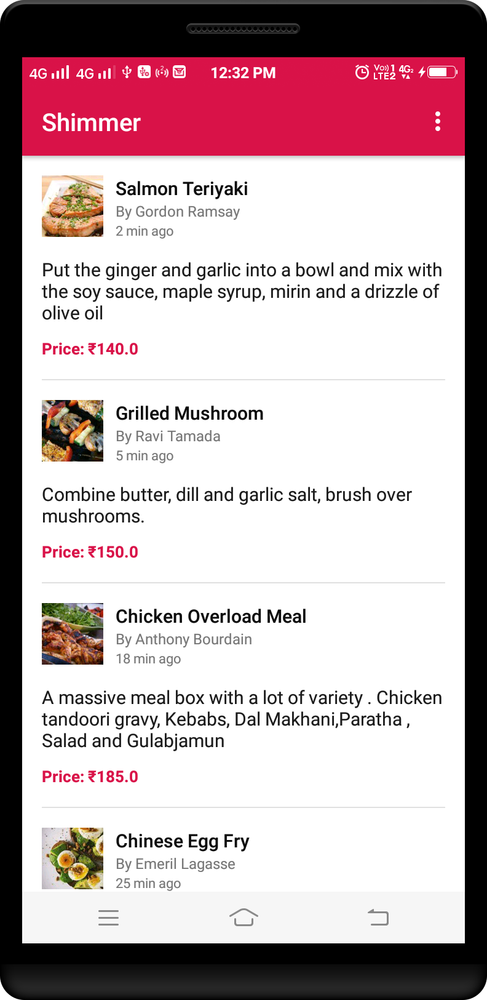 4G 4G 2 12:32 PM Vo)) 1 4G2
LTE2
Shimmer
Salmon Teriyaki
By Gordon Ramsay
2 min ago
Put the ginger and garlic into a bowl and mix with
the soy sauce, maple syrup, mirin and a drizzle of
olive oil
Price: ₹140.0
Grilled Mushroom
By Ravi Tamada
5 min ago
Combine butter, dill and garlic salt, brush over
mushrooms.
Price: ₹150.0
Chicken Overload Meal
By Anthony Bourdain
18 min ago
A massive meal box with a lot of variety . Chicken
tandoori gravy, Kebabs, Dal Makhani,Paratha ,
Salad and Gulabjamun
Price: ₹185.0
Chinese Egg Fry
By Emeril Lagasse
25 min ago